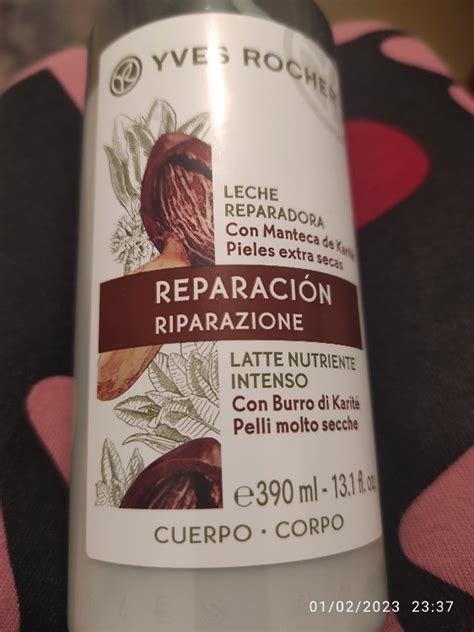 YVES ROCHER
LECHE
REPARADORA
Con Manteca de Karité
Pieles extra secas
REPARACIÓN
RIPARAZIONE
LATTE NUTRIENTE
INTENSO
Con Burro di Karitè
Pelli molto secche
℮390 ml - 13.1 fl. oz.
CUERPO · CORPO
01/02/2023 23:37